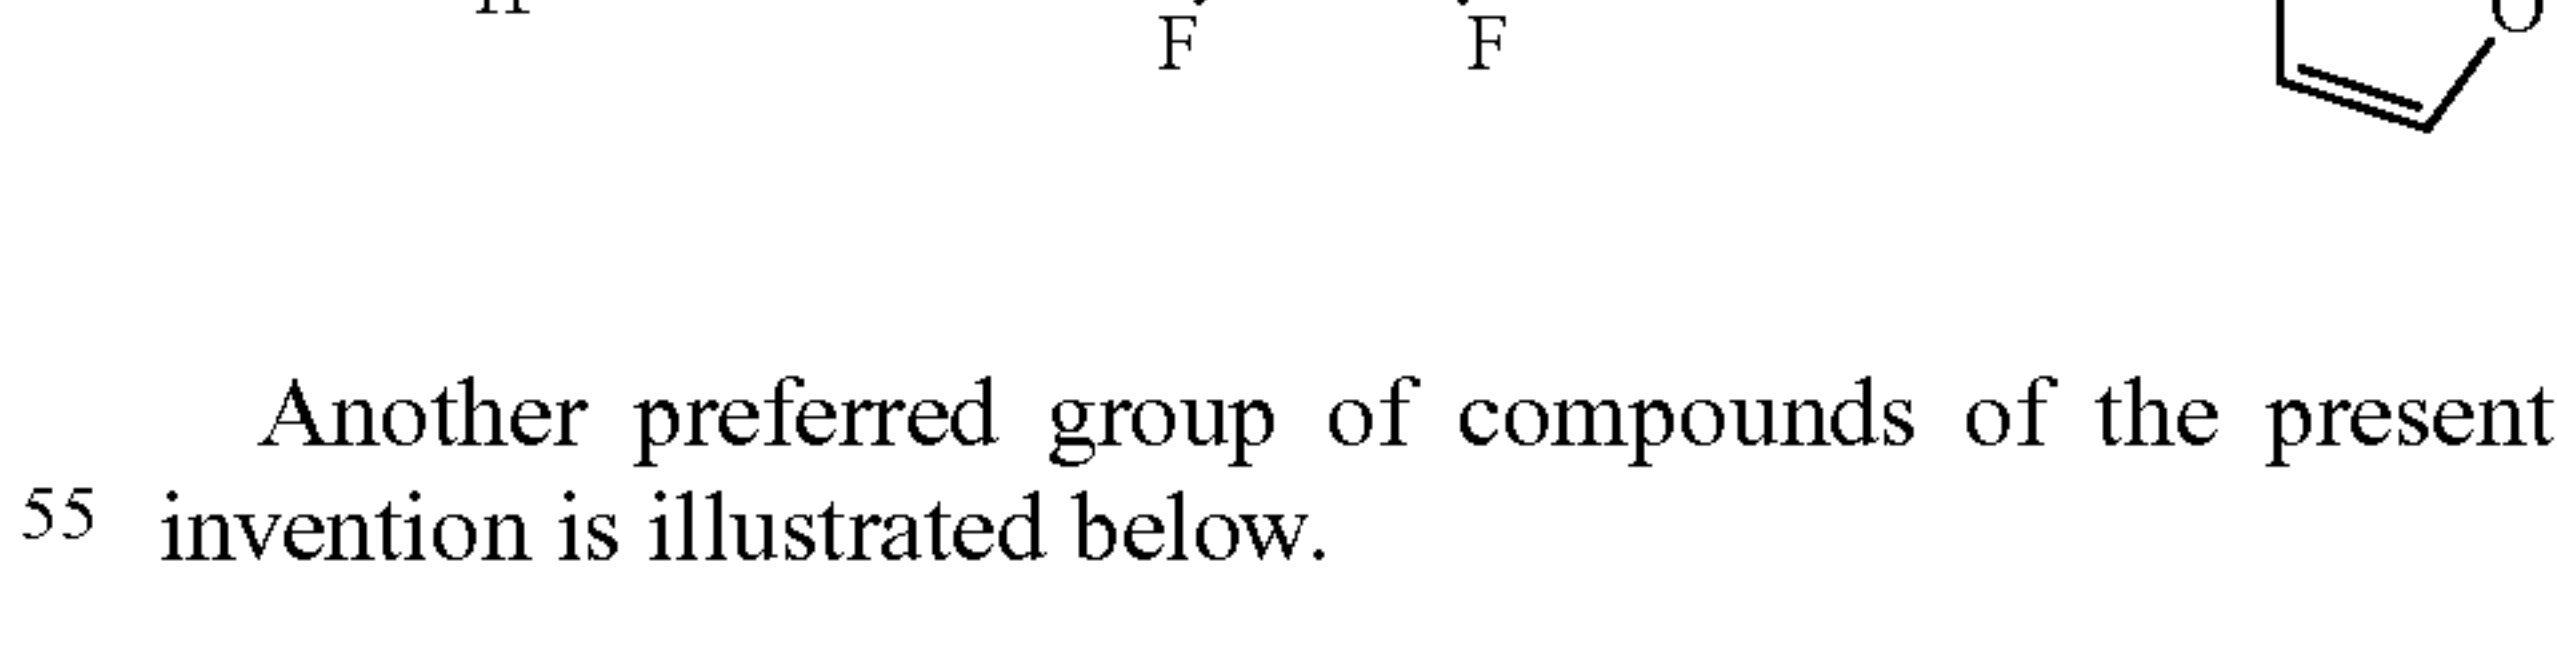 F F O
Another preferred group of compounds of the present
55 invention is illustrated below.